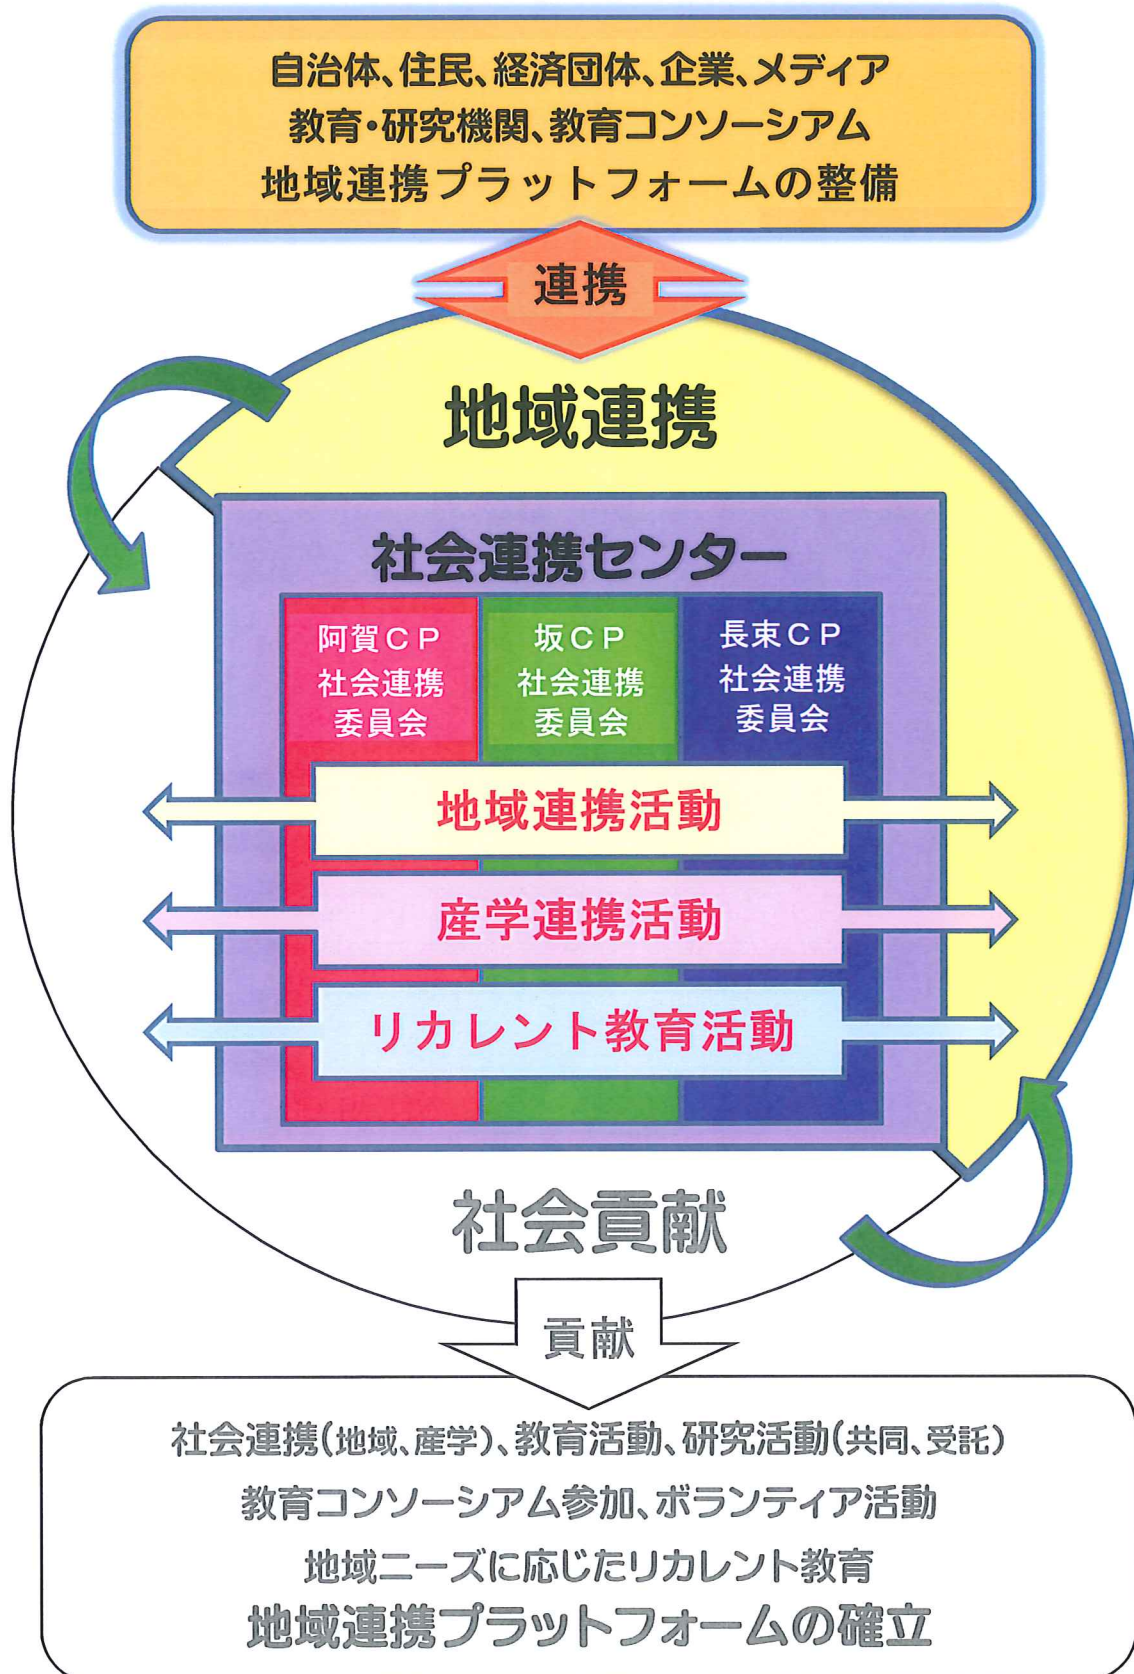 自治体、住民、経済団体、企業、メディア
教育・研究機関、教育コンソーシアム
地域連携プラットフォームの整備
連携
地域連携
社会連携センター
阿賀CP
社会連携
委員会
坂CP
社会連携
委員会
長束CP
社会連携
委員会
地域連携活動
産学連携活動
リカレント教育活動
社会貢献
貢献
社会連携(地域、産学)、教育活動、研究活動(共同、受託)
教育コンソーシアム参加、ボランティア活動
地域ニーズに応じたリカレント教育
地域連携プラットフォームの確立